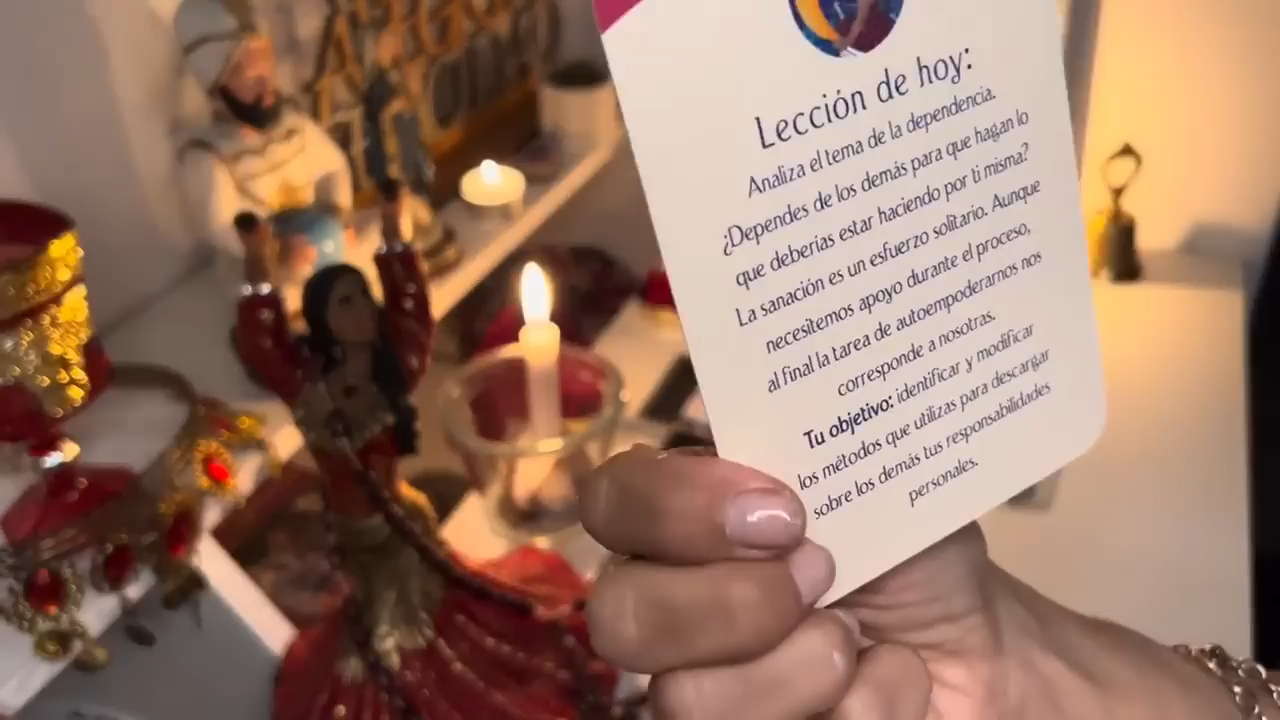 Lección de hoy:
Analiza el tema de la dependencia.
¿Dependes de los demás para que hagan lo
que deberías estar haciendo por ti misma?
La sanación es un esfuerzo solitario. Aunque
necesitemos apoyo durante el proceso,
al final la tarea de autoempoderarnos nos
corresponde a nosotras.
Tu objetivo: identificar y modificar
los métodos que utilizas para descargar
sobre los demás tus responsabilidades
personales.